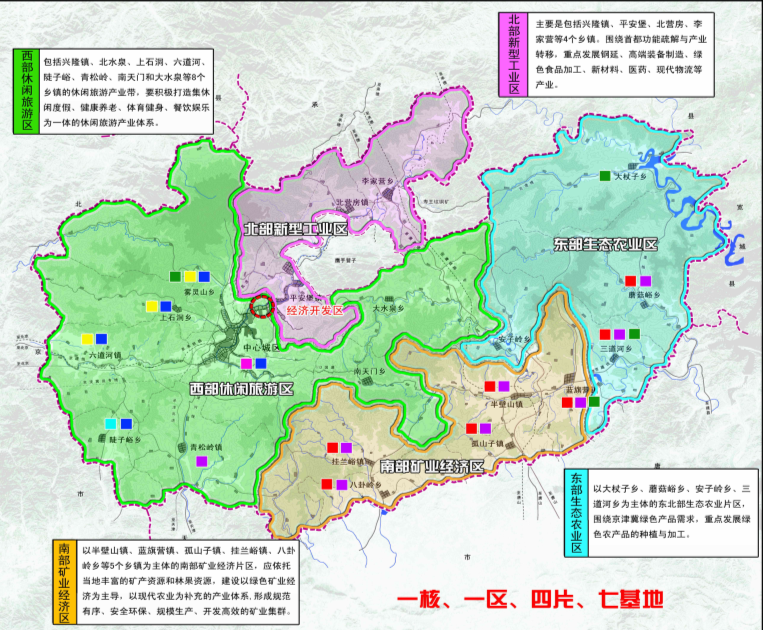 北部新型工业区
主要是包括兴隆镇、平安堡、北营房、李
家营等4个乡镇，围绕首都功能疏解与产业
转移，重点发展钢延、高端装备制造、绿
色食品加工、新材料、医药、现代物流等
产业。
西部休闲旅游区
包括兴隆镇、北水泉、上石洞、六道河、
陡子峪、青松岭、南天门和大水泉等8个
乡镇的休闲旅游产业带。要积极打造集休
闲度假、健康养老、体育健身、餐饮娱乐
为一体的休闲旅游产业体系。
承
县
县
大杖子乡
李家营乡
北营房镇
宽
城
县
北
北部新型工业区
鹰手营子
东部生态农业区
雾灵山乡
平安堡镇
蘑菇峪乡
上石洞乡
经济开发区
大水泉乡
三道河乡
安子岭乡
中心城区
六道河镇
京
西部休闲旅游区
南天门乡
蓝旗营乡
半壁山镇
陡子峪乡
青松岭镇
孤山子镇
挂兰峪镇
南部矿业经济区
八卦岭乡
唐
市
市
东部生态农业区
以大杖子乡、蘑菇峪乡、安子岭乡、三
道河乡为主体的东北部生态农业片区，
围绕京津冀绿色产品需求，重点发展绿
色农产品的种植与加工。
南部矿业经济区
以半壁山镇、蓝旗营镇、孤山子镇、挂兰峪镇、八卦
岭乡等5个乡镇为主体的南部矿业经济片区，应依托
当地丰富的矿产资源和林果资源，建设以绿色矿业经
济为主导，以现代农业为补充的产业体系.形成规范
有序、安全环保、规模生产、开发高效的矿业集群。
一核、一区、四片、七基地